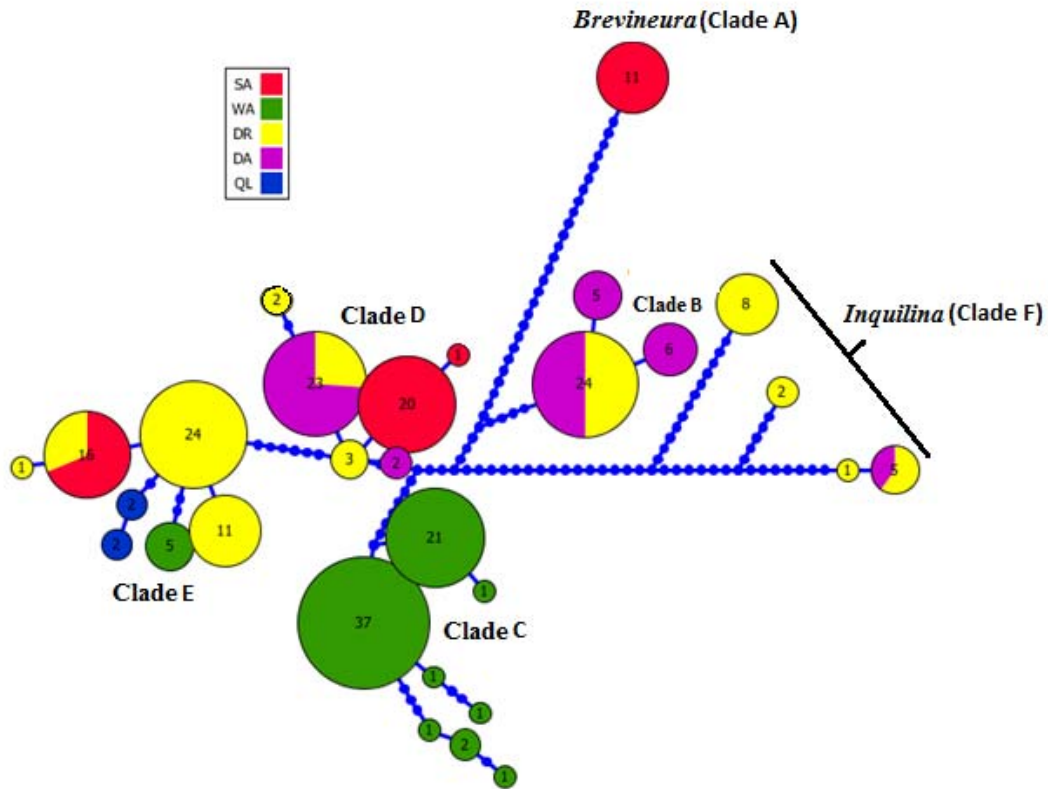 Brevineura (Clade A)
11
SA
WA
DR
DA
QL
5
Clade B
8
Inquilina (Clade F)
2
Clade D
6
23
24
1
20
2
24
16
3
2
1
1
5
2
5
11
21
2
Clade E
1
37
Clade C
1
1
1
2
1